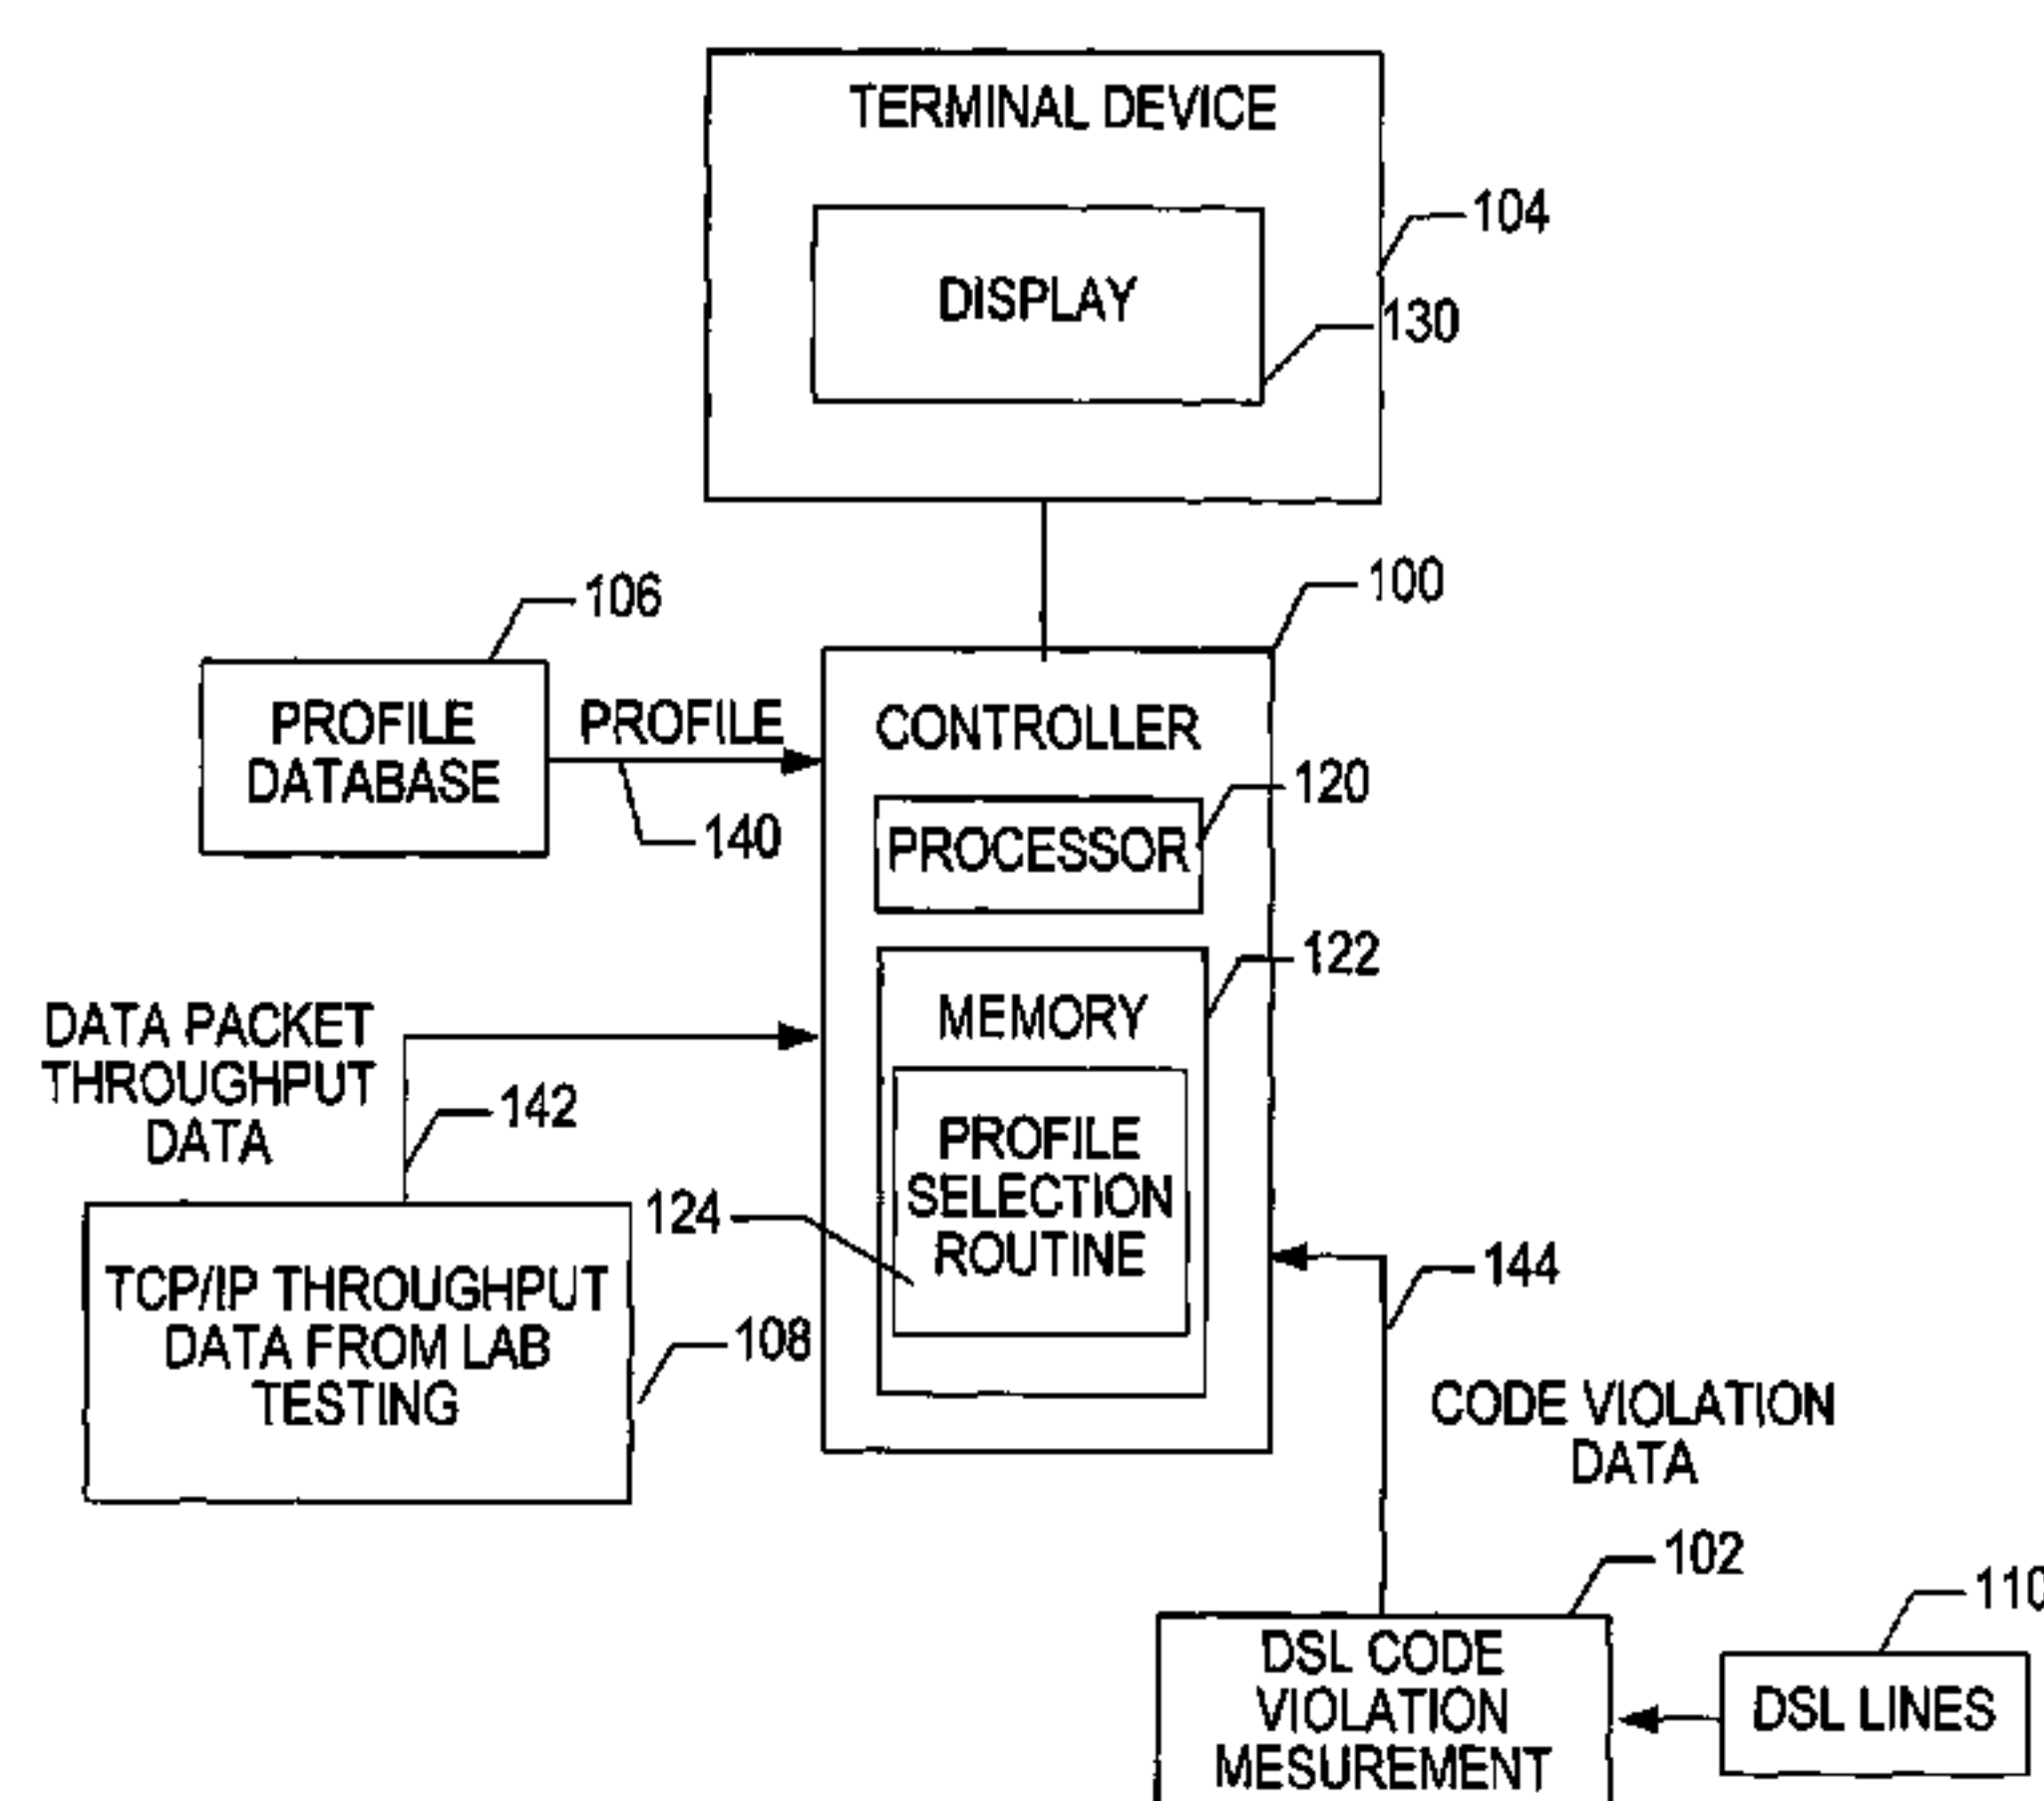 TERMINAL DEVICE
104
DISPLAY
130
100
106
PROFILE
DATABASE
PROFILE
140
CONTROLLER
120
PROCESSOR
122
MEMORY
DATA PACKET
THROUGHPUT
DATA
142
PROFILE
SELECTION
ROUTINE
124
TCP/IP THROUGHPUT
DATA FROM LAB
TESTING
108
144
CODE VIOLATION
DATA
102
110
DSL CODE
VIOLATION
MESUREMENT
DSL LINES